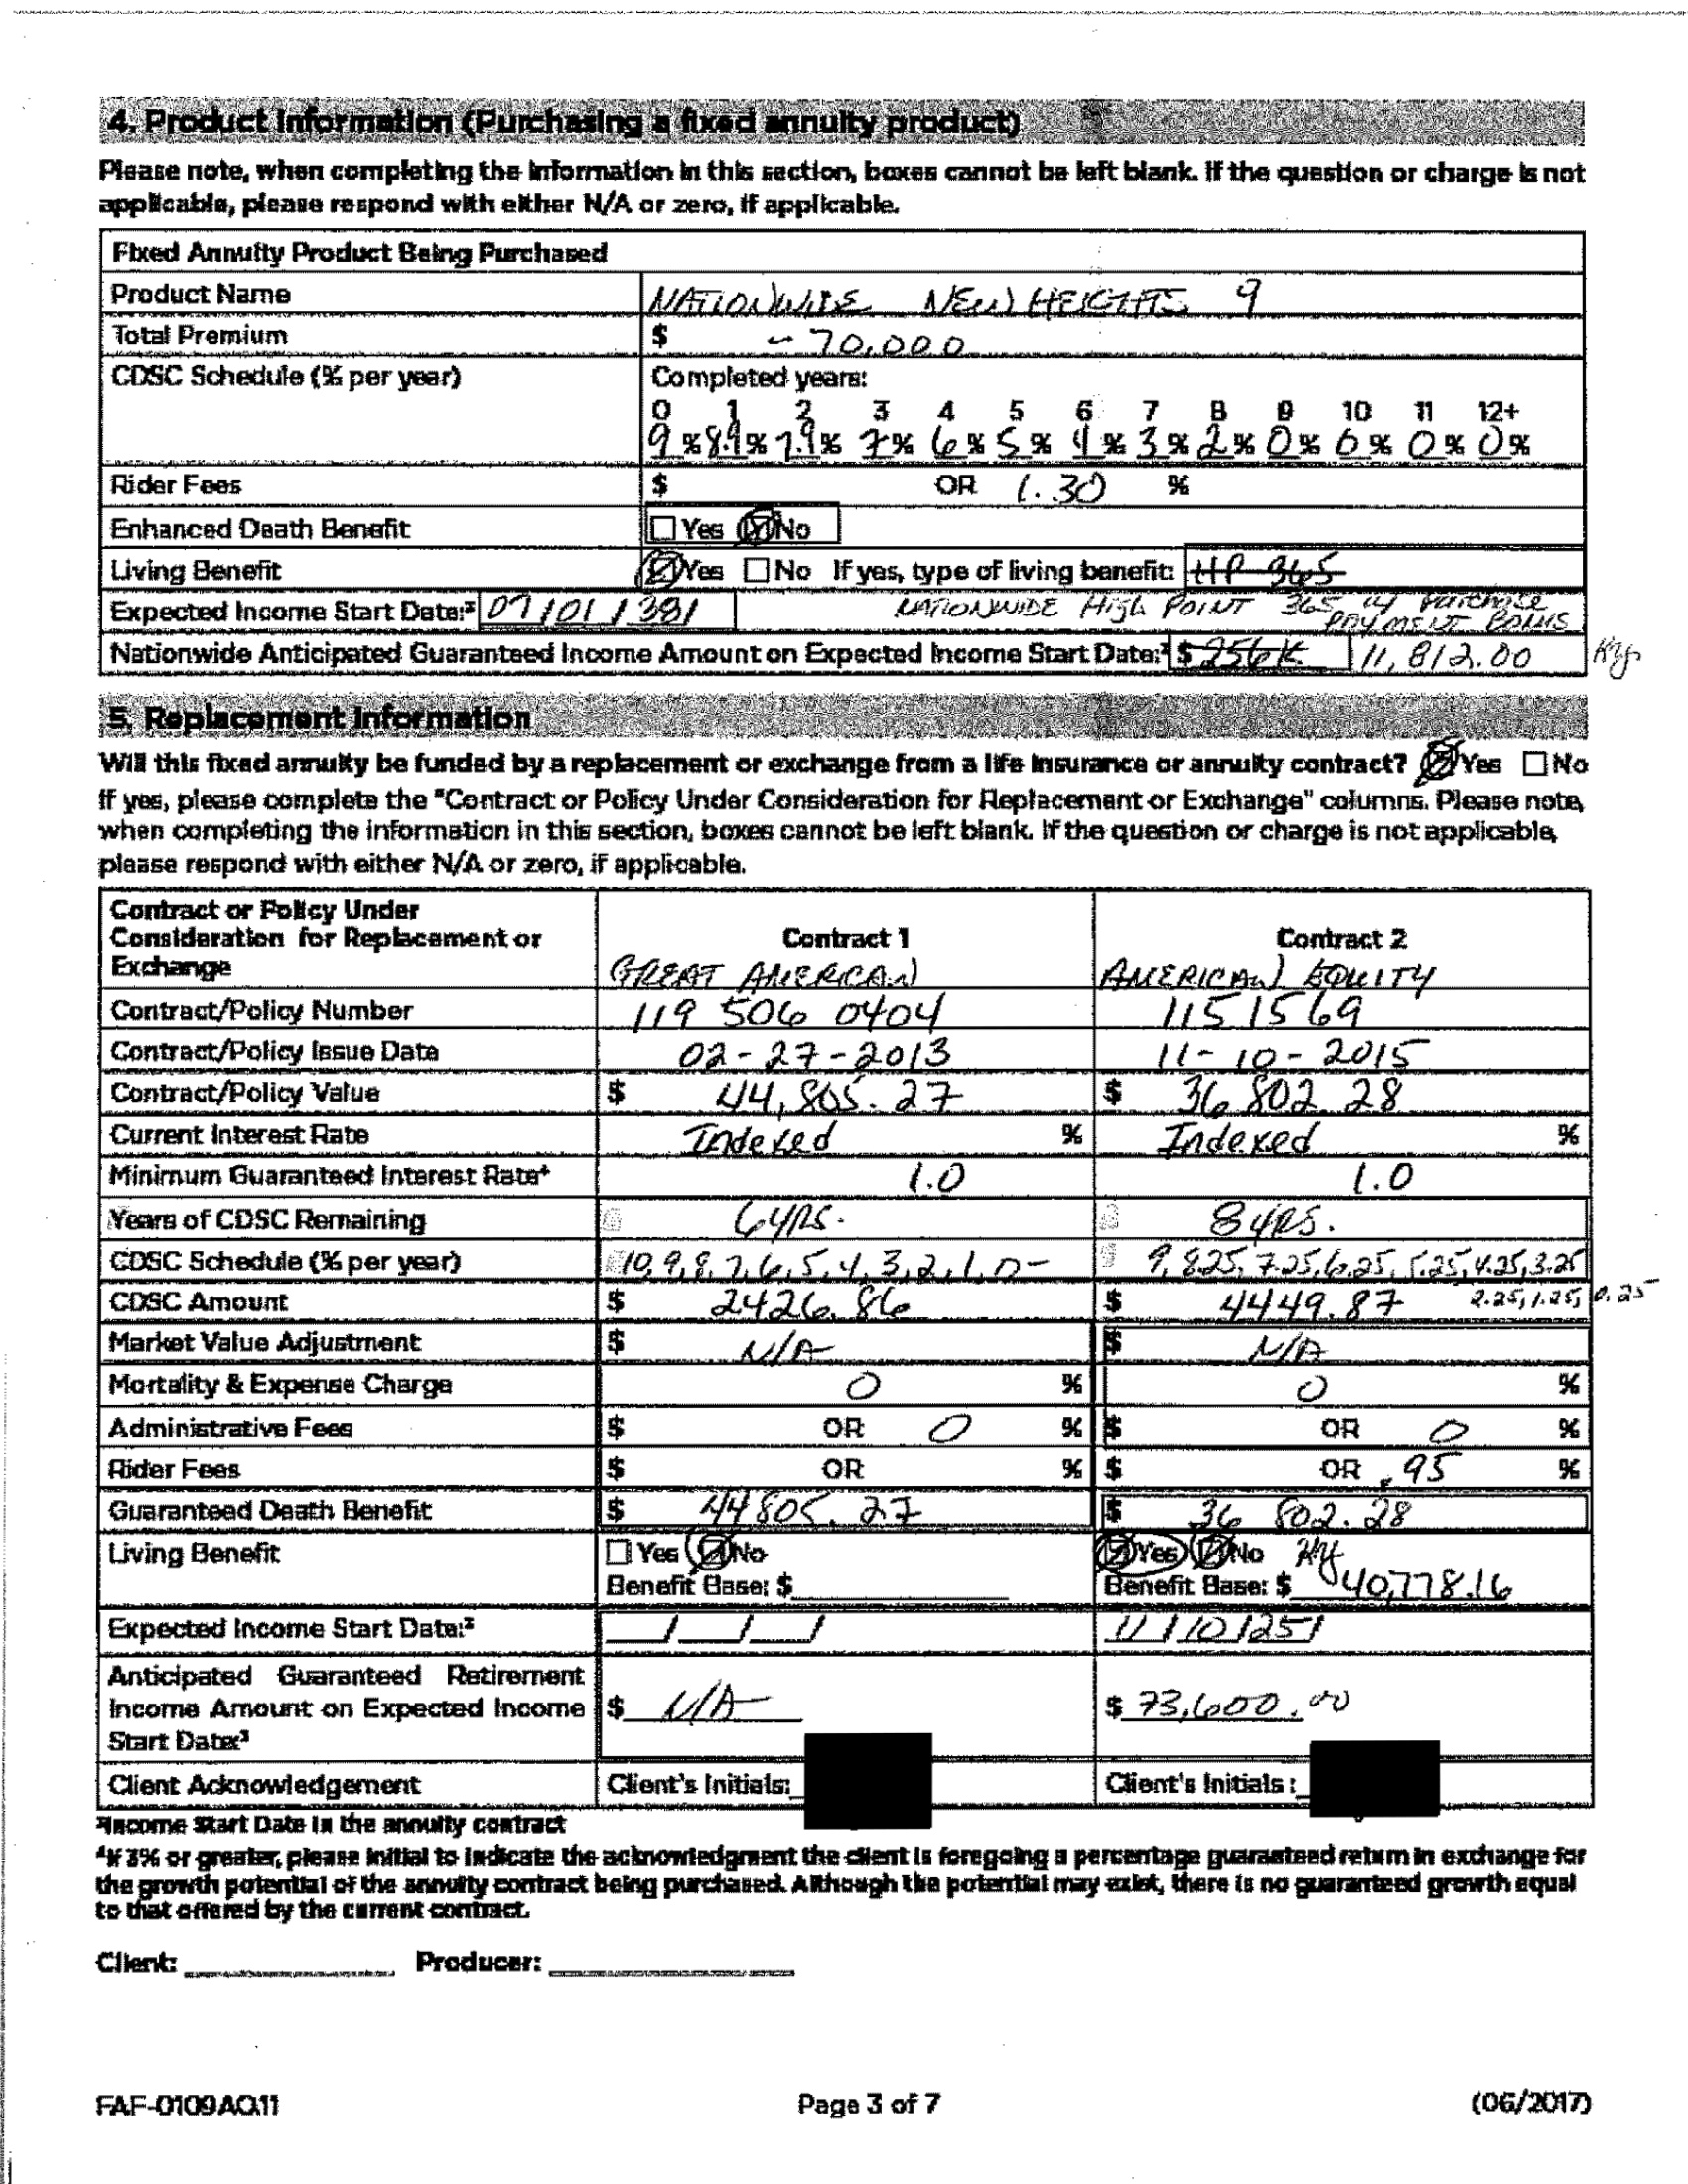 4. Product Information (Purchasing a fixed annuity product)
Please note, when completing the information in this section, boxes cannot be left blank. If the question or charge is not
applicable, please respond with either N/A or zero, if applicable.
Fixed Annuity Product Being Purchased
Product Name NATIONWIDE NEW HEIGHTS 9
Total Premium $ ~ 70,000
CDSC Schedule (% per year) Completed years:
0 1 2 3 4 5 6 7 8 9 10 11 12+
9 % 8.9 % 7.9 % 7 % 6 % 5 % 4 % 3 % 2 % 0 % 0 % 0 % 0 %
Rider Fees $ OR 1.30 %
Enhanced Death Benefit Yes No
Living Benefit Yes No If yes, type of living benefit: HP 365
Expected Income Start Date:³ 07/01/38 NATIONWIDE High POINT 365 w/ purchase
PAYMENT BONUS
Nationwide Anticipated Guaranteed Income Amount on Expected Income Start Date:³ $ 256K 11,812.00
5. Replacement Information
Will this fixed annuity be funded by a replacement or exchange from a life insurance or annuity contract? Yes No
If yes, please complete the "Contract or Policy Under Consideration for Replacement or Exchange" columns. Please note,
when completing the information in this section, boxes cannot be left blank. If the question or charge is not applicable,
please respond with either N/A or zero, if applicable.
Contract or Policy Under
Consideration for Replacement or Contract 1 Contract 2
Exchange GREAT AMERICAN AMERICAN EQUITY
Contract/Policy Number 119 506 0404 1151569
Contract/Policy Issue Date 02-27-2013 11-10-2015
Contract/Policy Value $ 44,805.27 $ 36 802.28
Current Interest Rate Indexed % Indexed %
Minimum Guaranteed Interest Rate⁴ 1.0 1.0
Years of CDSC Remaining 6 yrs. 8 yrs.
CDSC Schedule (% per year) 10,9,8,7,6,5,4,3,2,1,0- 9,8.25,7.25,6.25,5.25,4.25,3.25
2.25,1.25,0.25
CDSC Amount $ 2426.86 $ 4449.87
Market Value Adjustment $ N/A $ N/A
Mortality & Expense Charge 0 % 0 %
Administrative Fees $ OR 0 % $ OR 0 %
Rider Fees $ OR % $ OR .95 %
Guaranteed Death Benefit $ 44805.27 $ 36 802.28
Living Benefit Yes No Yes No
Benefit Base: $ Benefit Base: $ 40,778.16
Expected Income Start Date:³ / / 11/10/25
Anticipated Guaranteed Retirement
Income Amount on Expected Income $ N/A $ 73,600.00
Start Date:³
Client Acknowledgement Client's Initials: Client's Initials:
³Income Start Date in the annuity contract
⁴If 3% or greater, please initial to indicate the acknowledgment the client is foregoing a percentage guaranteed return in exchange for
the growth potential of the annuity contract being purchased. Although the potential may exist, there is no guaranteed growth equal
to that offered by the current contract.
Client: Producer:
FAF-0109AO.11 Page 3 of 7 (06/2017)